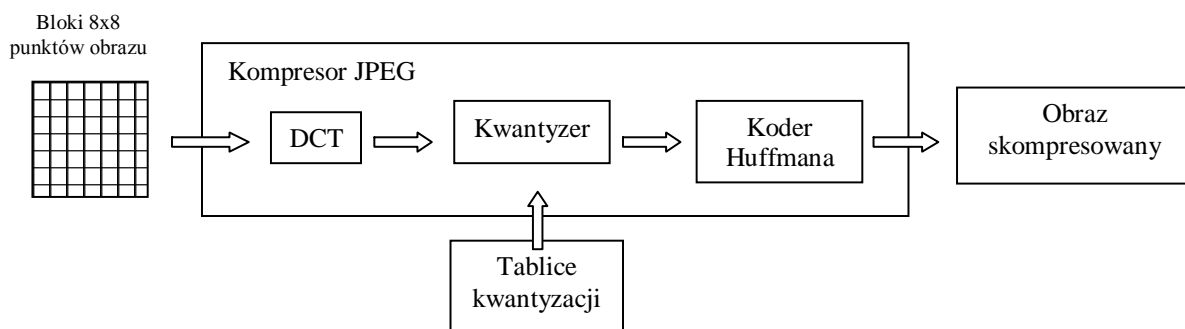 Bloki 8x8
punktów obrazu
Kompresor JPEG
DCT
Kwantyzer
Koder
Huffmana
Obraz
skompresowany
Tablice
kwantyzacji